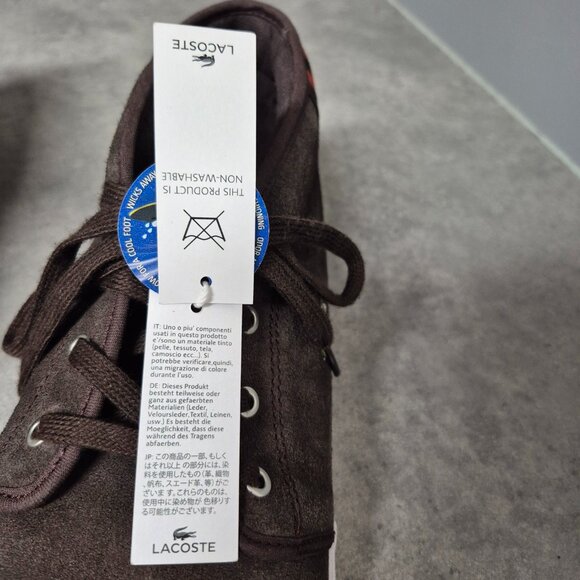 LACOSTE
THIS PRODUCT IS
NON-WASHABLE
WICKS AWAY
FOR A COOL FOOT
IT: Uno o piu' componenti
usati in questo prodotto
e'/sono un materiale tinto
(pelle, tessuto, tela,
camoscio ecc...). Si
potrebbe verificare,quindi,
una migrazione di colore
durante l'uso.
DE: Dieses Produkt
besteht teilweise oder
ganz aus gefaerbten
Materialien (Leder,
Veloursleder,Textil, Leinen,
usw.) Es besteht die
Moeglichkeit, dass diese
während des Tragens
abfaerben.
JP: この商品の一部、もしく
はそれ以上 の部分には、染
料を使用したもの（革、織物
、帆布、スエード革、等）がご
ざいま す。これらのものは、
使用中に染め物が 色移りす
る可能性がございます。
LACOSTE